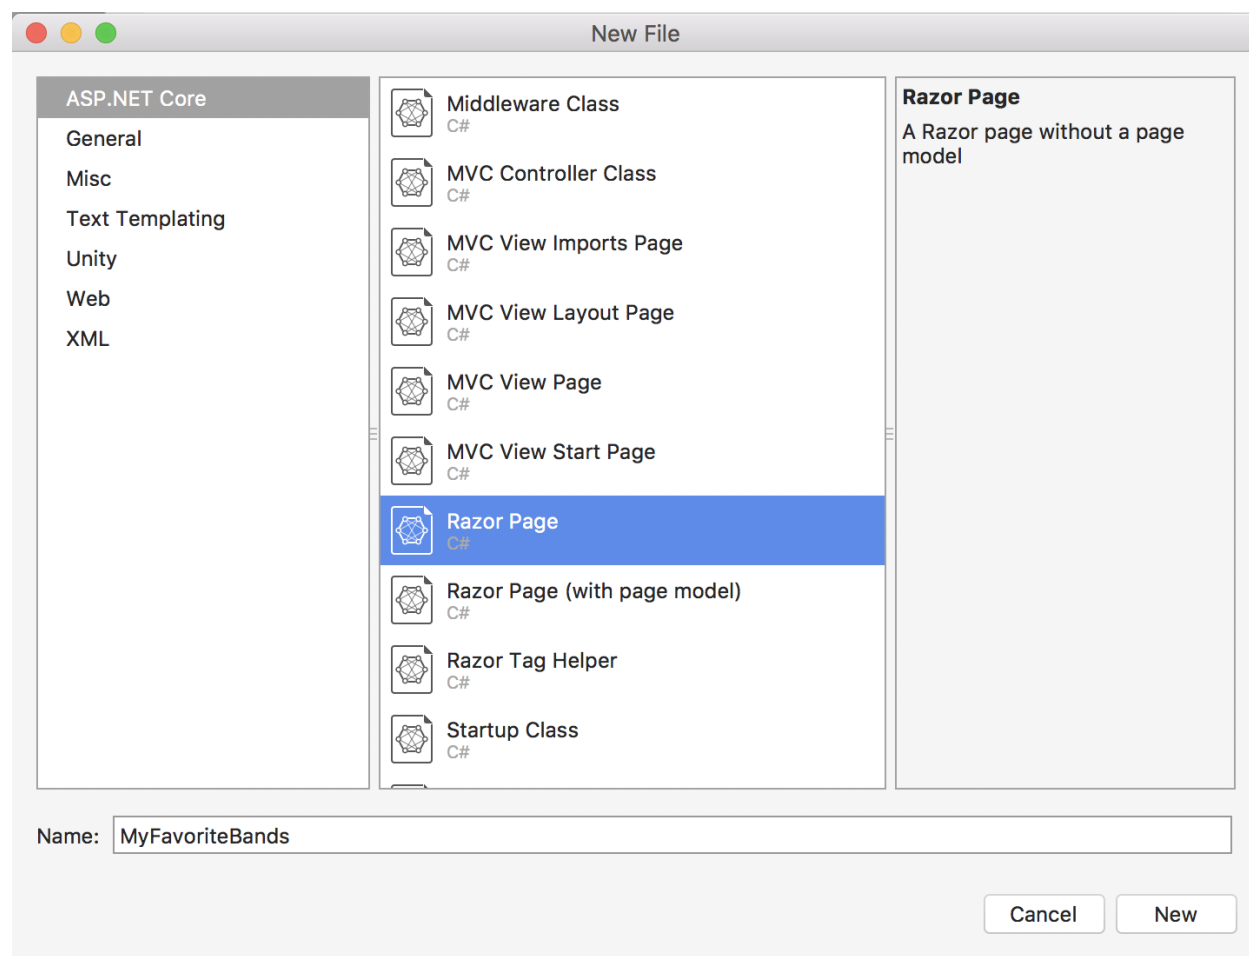 New File
ASP.NET Core
General
Misc
Text Templating
Unity
Web
XML
Middleware Class
C#
MVC Controller Class
C#
MVC View Imports Page
C#
MVC View Layout Page
C#
MVC View Page
C#
MVC View Start Page
C#
Razor Page
C#
Razor Page (with page model)
C#
Razor Tag Helper
C#
Startup Class
C#
Razor Page
A Razor page without a page
model
Name: MyFavoriteBands
Cancel New